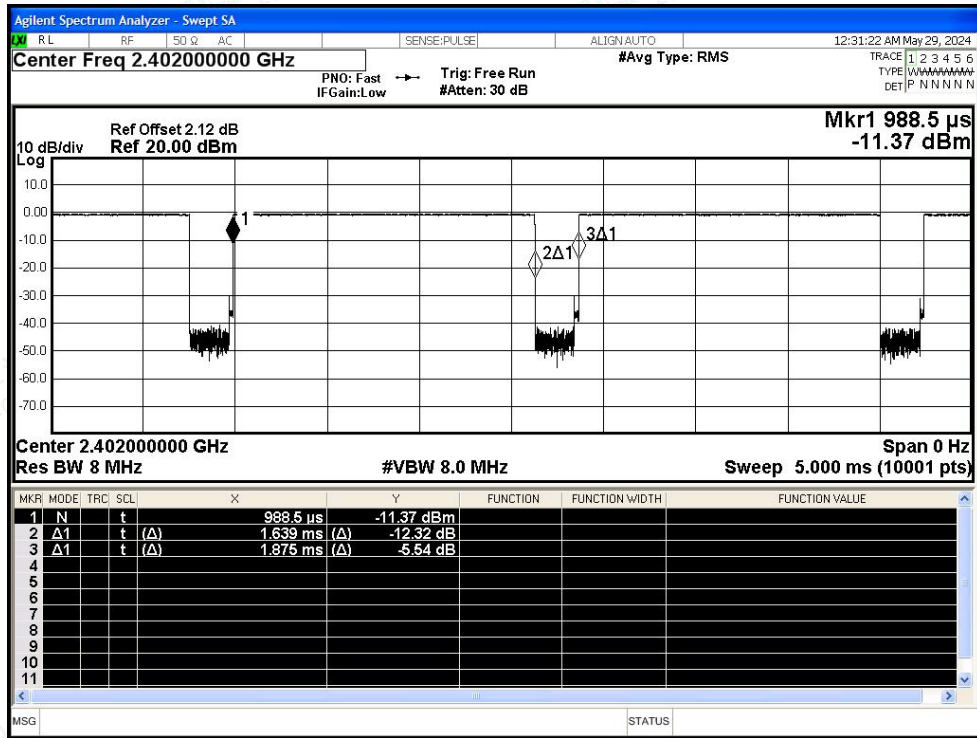 Agilent Spectrum Analyzer - Swept SA
LXI RL RF 50 Ω AC SENSE:PULSE ALIGN AUTO 12:31:22 AM May 29, 2024
Center Freq 2.402000000 GHz
PNO: Fast
IFGain:Low
Trig: Free Run
#Atten: 30 dB
#Avg Type: RMS
TRACE 1 2 3 4 5 6
TYPE W
DET P N N N N N
Mkr1 988.5 µs
-11.37 dBm
Ref Offset 2.12 dB
10 dB/div Ref 20.00 dBm
Log
10.0
0.00
-10.0
-20.0
-30.0
-40.0
-50.0
-60.0
-70.0
1
2Δ1
3Δ1
Center 2.402000000 GHz Span 0 Hz
Res BW 8 MHz #VBW 8.0 MHz Sweep 5.000 ms (10001 pts)
MKR MODE TRC SCL X Y FUNCTION FUNCTION WIDTH FUNCTION VALUE
1 N t 988.5 µs -11.37 dBm
2 Δ1 t (Δ) 1.639 ms (Δ) -12.32 dB
3 Δ1 t (Δ) 1.875 ms (Δ) -5.54 dB
4
5
6
7
8
9
10
11
MSG STATUS